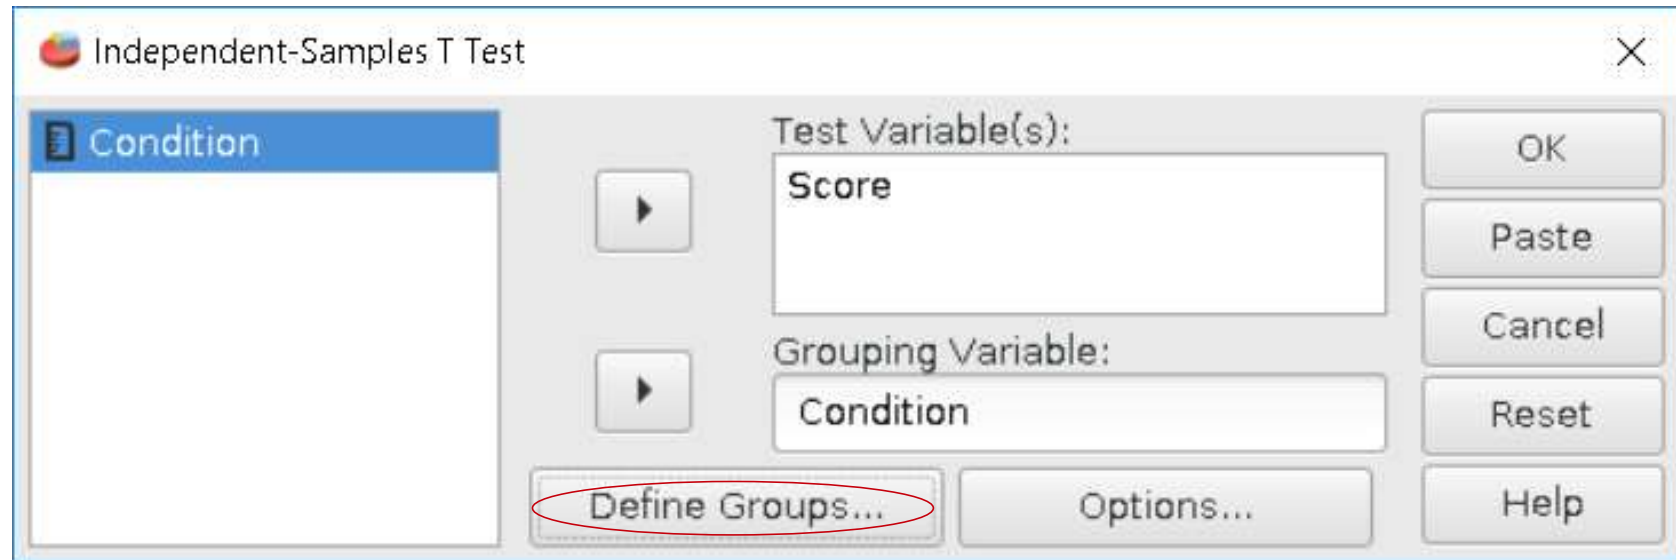 Independent-Samples T Test
Condition
Test Variable(s):
Score
Grouping Variable:
Condition
Define Groups...
Options...
OK
Paste
Cancel
Reset
Help